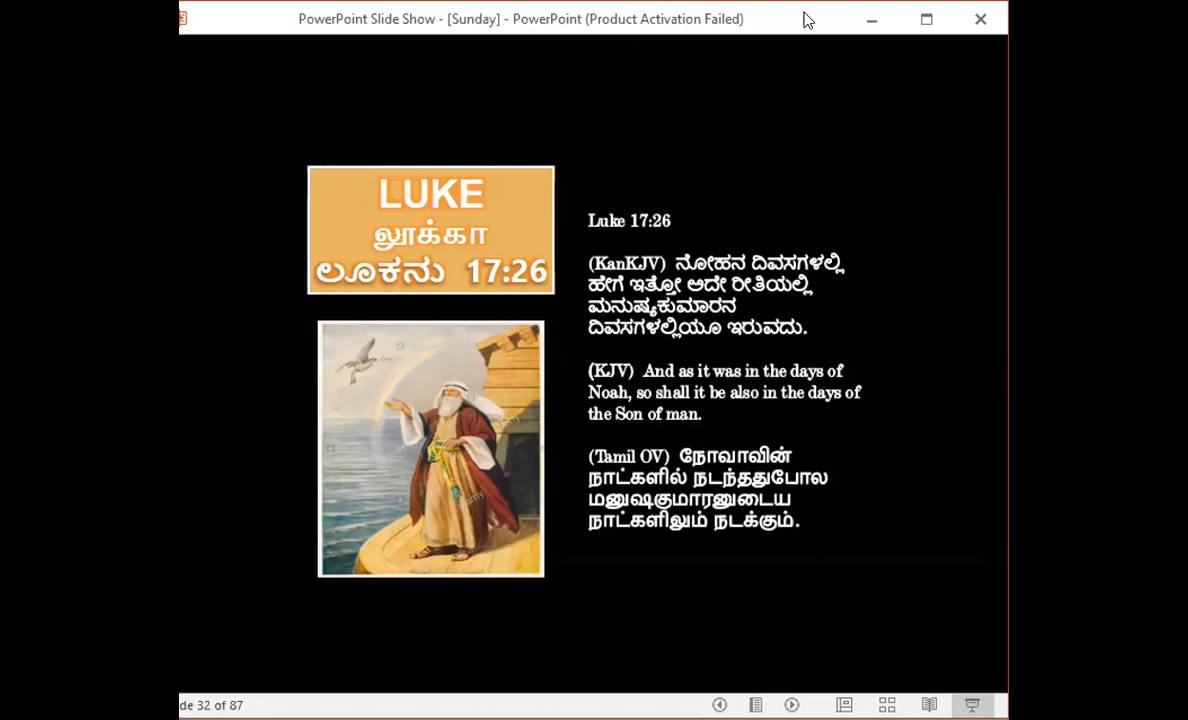 PowerPoint Slide Show - [Sunday] - PowerPoint (Product Activation Failed)
LUKE
லூக்கா
ಲೂಕನು 17:26
Luke 17:26
(KanKJV) ನೋಹನ ದಿವಸಗಳಲ್ಲಿ
ಹೇಗೆ ಇತ್ತೋ ಅದೇ ರೀತಿಯಲ್ಲಿ
ಮನುಷ್ಯಕುಮಾರನ
ದಿವಸಗಳಲ್ಲಿಯೂ ಇರುವದು.
(KJV) And as it was in the days of
Noah, so shall it be also in the days of
the Son of man.
(Tamil OV) நோவாவின்
நாட்களில் நடந்ததுபோல
மனுஷகுமாரனுடைய
நாட்களிலும் நடக்கும்.
de 32 of 87